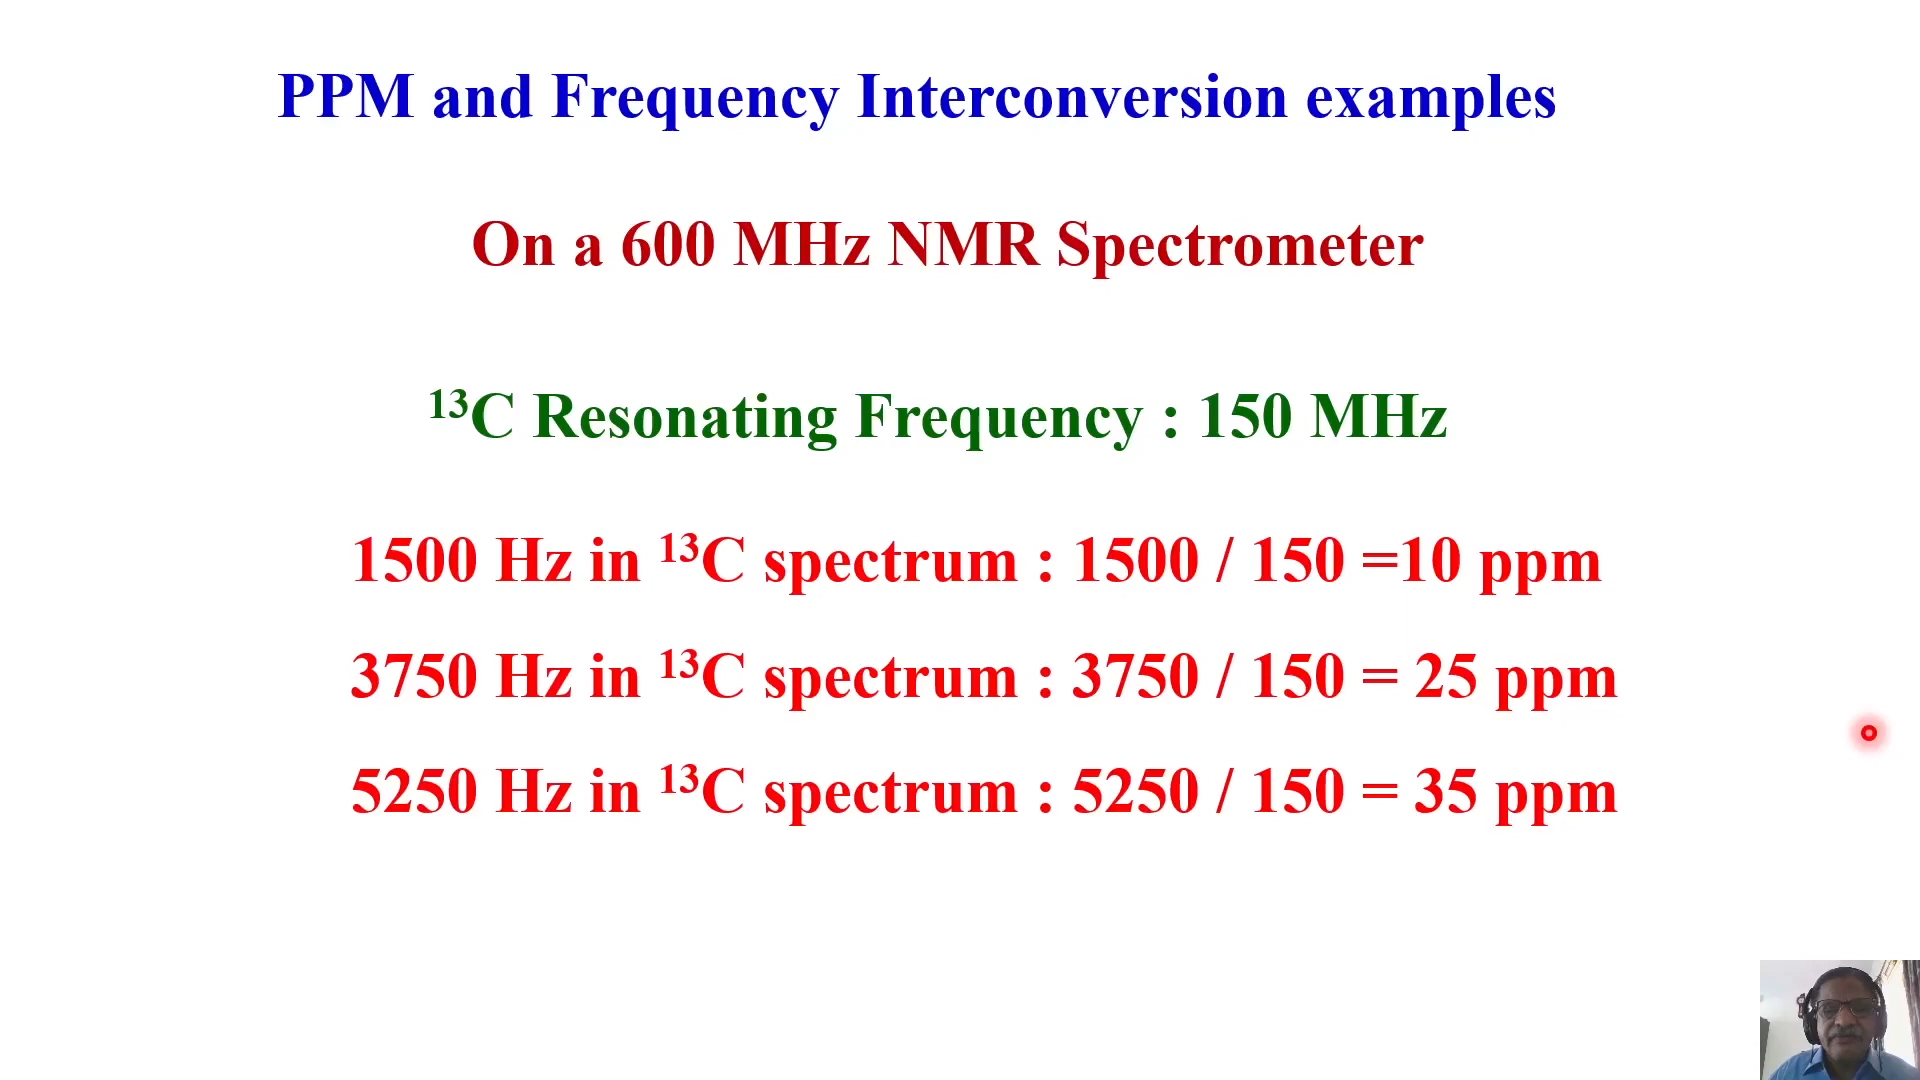 PPM and Frequency Interconversion examples
On a 600 MHz NMR Spectrometer
¹³C Resonating Frequency : 150 MHz
1500 Hz in ¹³C spectrum : 1500 / 150 =10 ppm
3750 Hz in ¹³C spectrum : 3750 / 150 = 25 ppm
5250 Hz in ¹³C spectrum : 5250 / 150 = 35 ppm